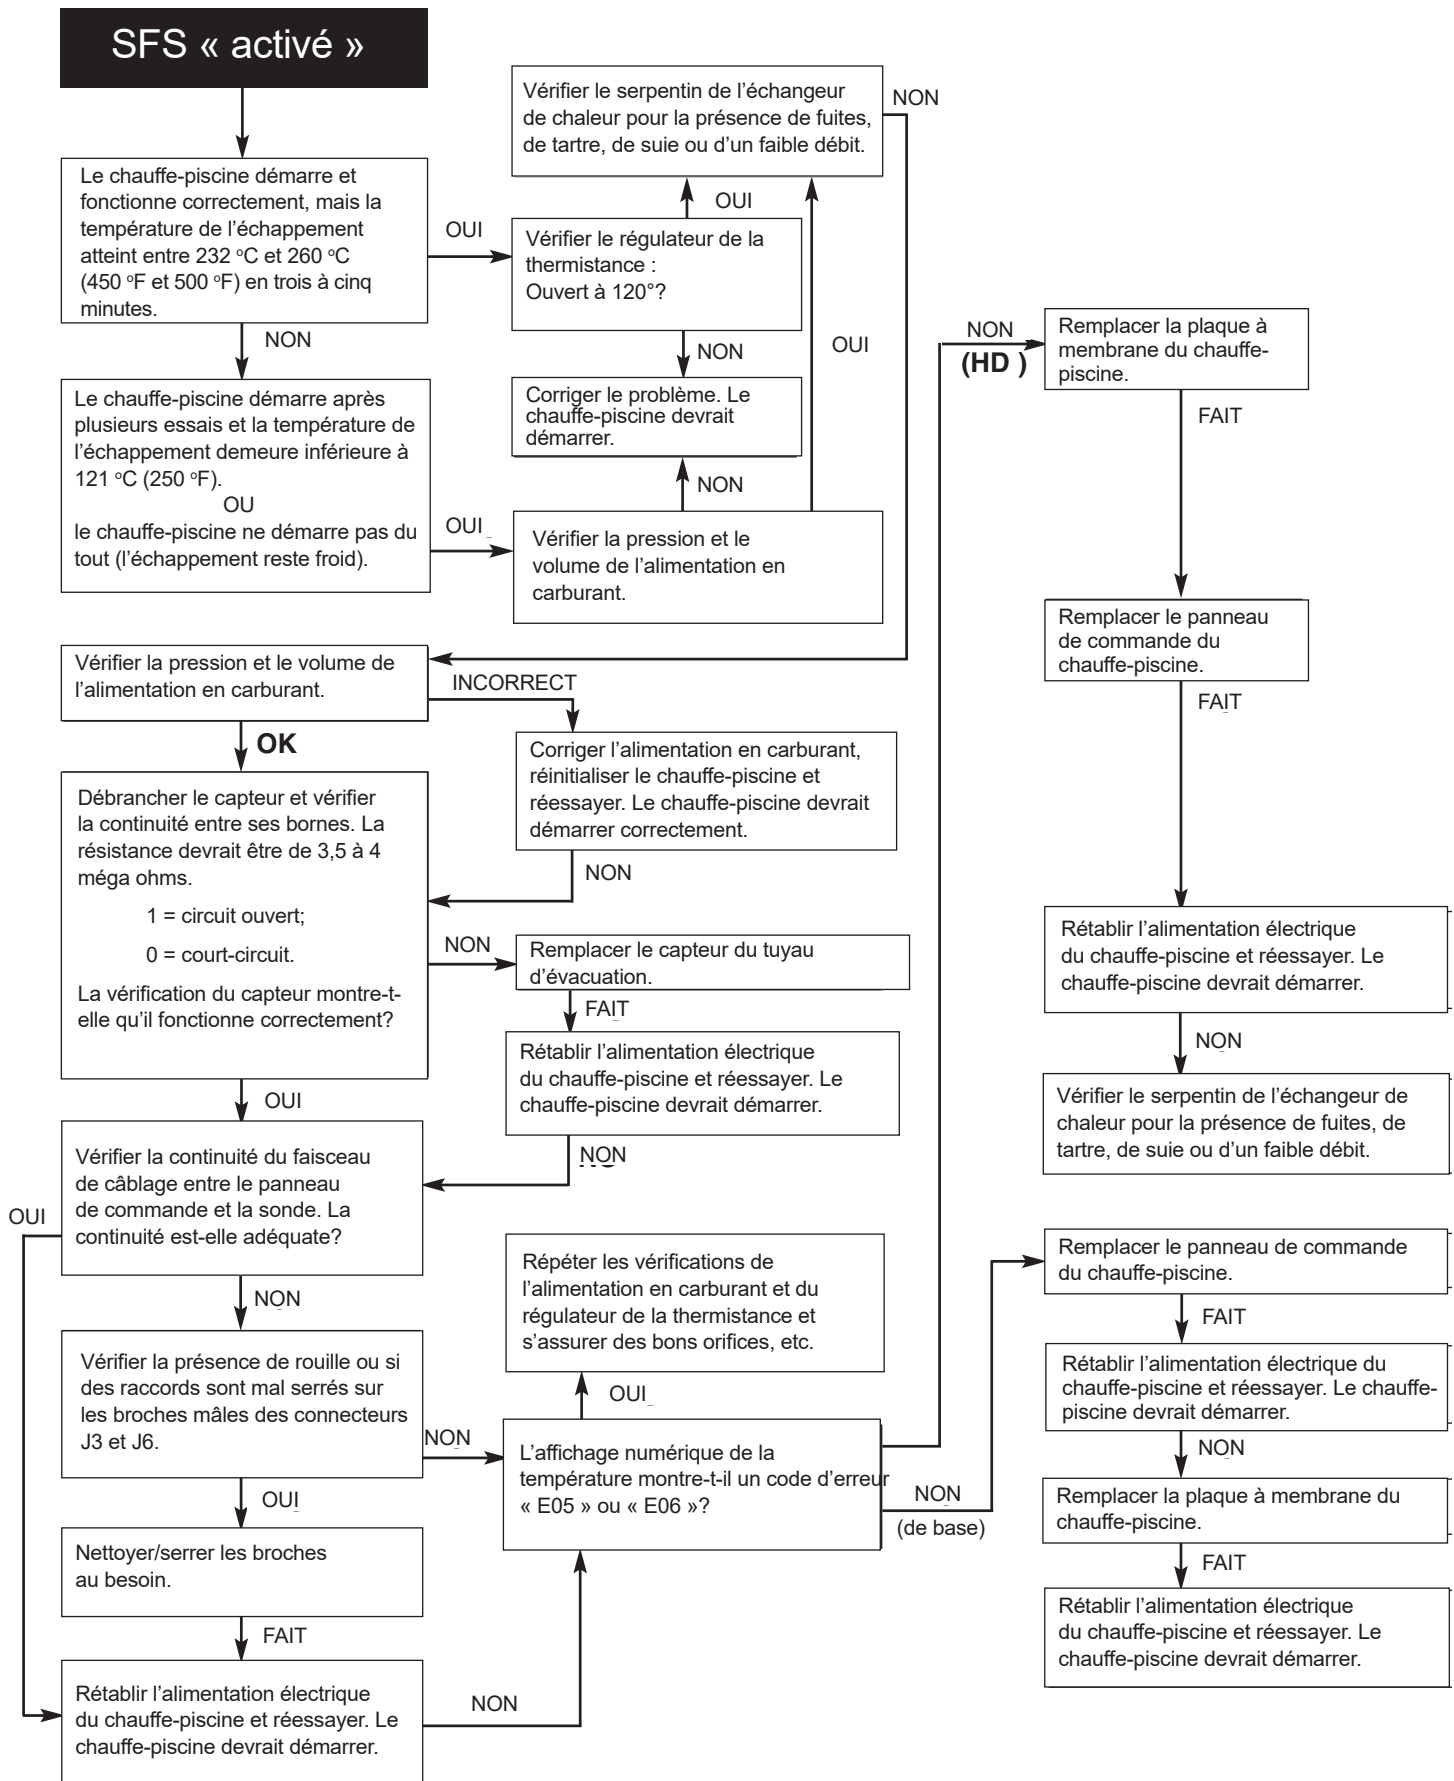 SFS « activé »
Le chauffe-piscine démarre et
fonctionne correctement, mais la
température de l'échappement
atteint entre 232 °C et 260 °C
(450 °F et 500 °F) en trois à cinq
minutes.
OUI
NON
Vérifier le serpentin de l'échangeur
de chaleur pour la présence de fuites,
de tartre, de suie ou d'un faible débit.
NON
OUI
Vérifier le régulateur de la
thermistance :
Ouvert à 120°?
NON
OUI
Corriger le problème. Le
chauffe-piscine devrait
démarrer.
NON
Le chauffe-piscine démarre après
plusieurs essais et la température de
l'échappement demeure inférieure à
121 °C (250 °F).
OU
le chauffe-piscine ne démarre pas du
tout (l'échappement reste froid).
OUI
Vérifier la pression et le
volume de l'alimentation en
carburant.
Vérifier la pression et le volume de
l'alimentation en carburant.
INCORRECT
OK
Corriger l'alimentation en carburant,
réinitialiser le chauffe-piscine et
réessayer. Le chauffe-piscine devrait
démarrer correctement.
NON
Débrancher le capteur et vérifier
la continuité entre ses bornes. La
résistance devrait être de 3,5 à 4
méga ohms.
1 = circuit ouvert;
0 = court-circuit.
La vérification du capteur montre-t-
elle qu'il fonctionne correctement?
NON
Remplacer le capteur du tuyau
d'évacuation.
FAIT
Rétablir l'alimentation électrique
du chauffe-piscine et réessayer. Le
chauffe-piscine devrait démarrer.
NON
OUI
Vérifier la continuité du faisceau
de câblage entre le panneau
de commande et la sonde. La
continuité est-elle adéquate?
OUI
NON
Vérifier la présence de rouille ou si
des raccords sont mal serrés sur
les broches mâles des connecteurs
J3 et J6.
NON
OUI
Nettoyer/serrer les broches
au besoin.
FAIT
Rétablir l'alimentation électrique
du chauffe-piscine et réessayer. Le
chauffe-piscine devrait démarrer.
NON
Répéter les vérifications de
l'alimentation en carburant et du
régulateur de la thermistance et
s'assurer des bons orifices, etc.
OUI
L'affichage numérique de la
température montre-t-il un code d'erreur
« E05 » ou « E06 »?
NON
(de base)
NON
(HD )
Remplacer la plaque à
membrane du chauffe-
piscine.
FAIT
Remplacer le panneau
de commande du
chauffe-piscine.
FAIT
Rétablir l'alimentation électrique
du chauffe-piscine et réessayer. Le
chauffe-piscine devrait démarrer.
NON
Vérifier le serpentin de l'échangeur de
chaleur pour la présence de fuites, de
tartre, de suie ou d'un faible débit.
Remplacer le panneau de commande
du chauffe-piscine.
FAIT
Rétablir l'alimentation électrique du
chauffe-piscine et réessayer. Le chauffe-
piscine devrait démarrer.
NON
Remplacer la plaque à membrane du
chauffe-piscine.
FAIT
Rétablir l'alimentation électrique
du chauffe-piscine et réessayer. Le
chauffe-piscine devrait démarrer.